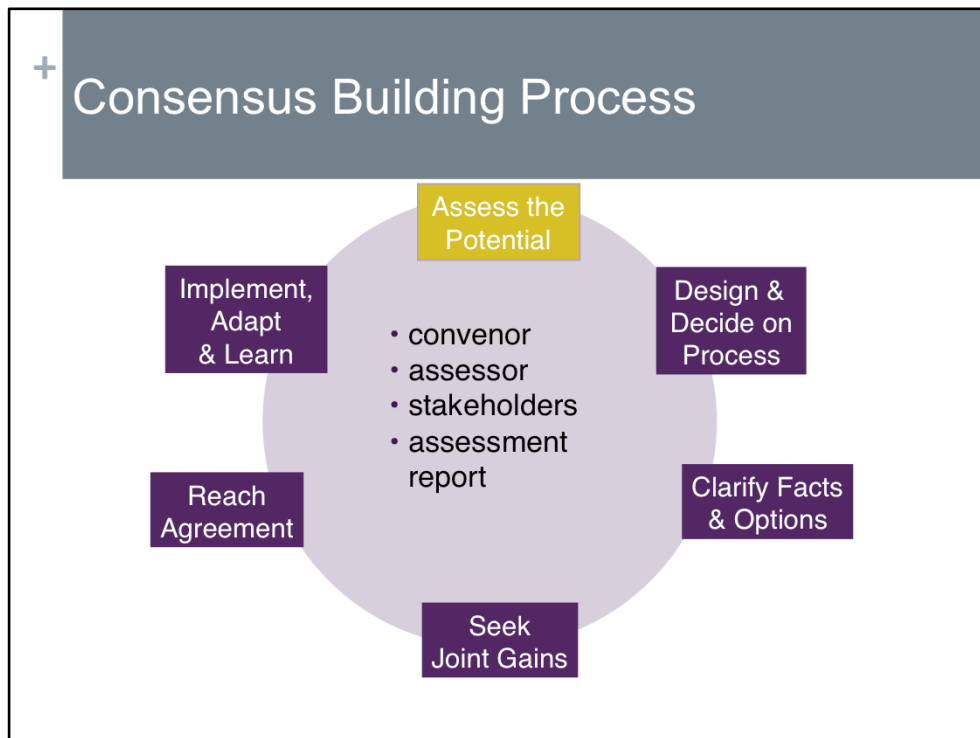 +
Consensus Building Process
Assess the
Potential
Design &
Decide on
Process
Clarify Facts
& Options
Seek
Joint Gains
Reach
Agreement
Implement,
Adapt
& Learn
• convenor
• assessor
• stakeholders
• assessment
report